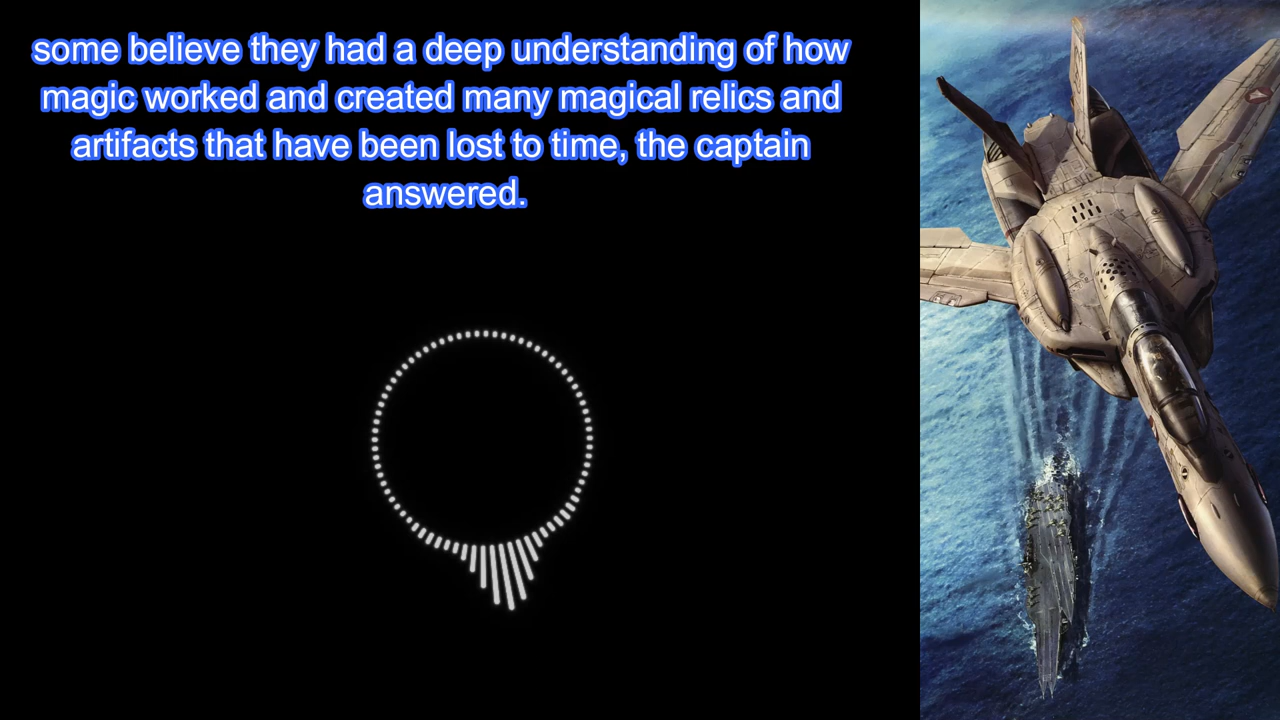 some believe they had a deep understanding of how
magic worked and created many magical relics and
artifacts that have been lost to time, the captain
answered.